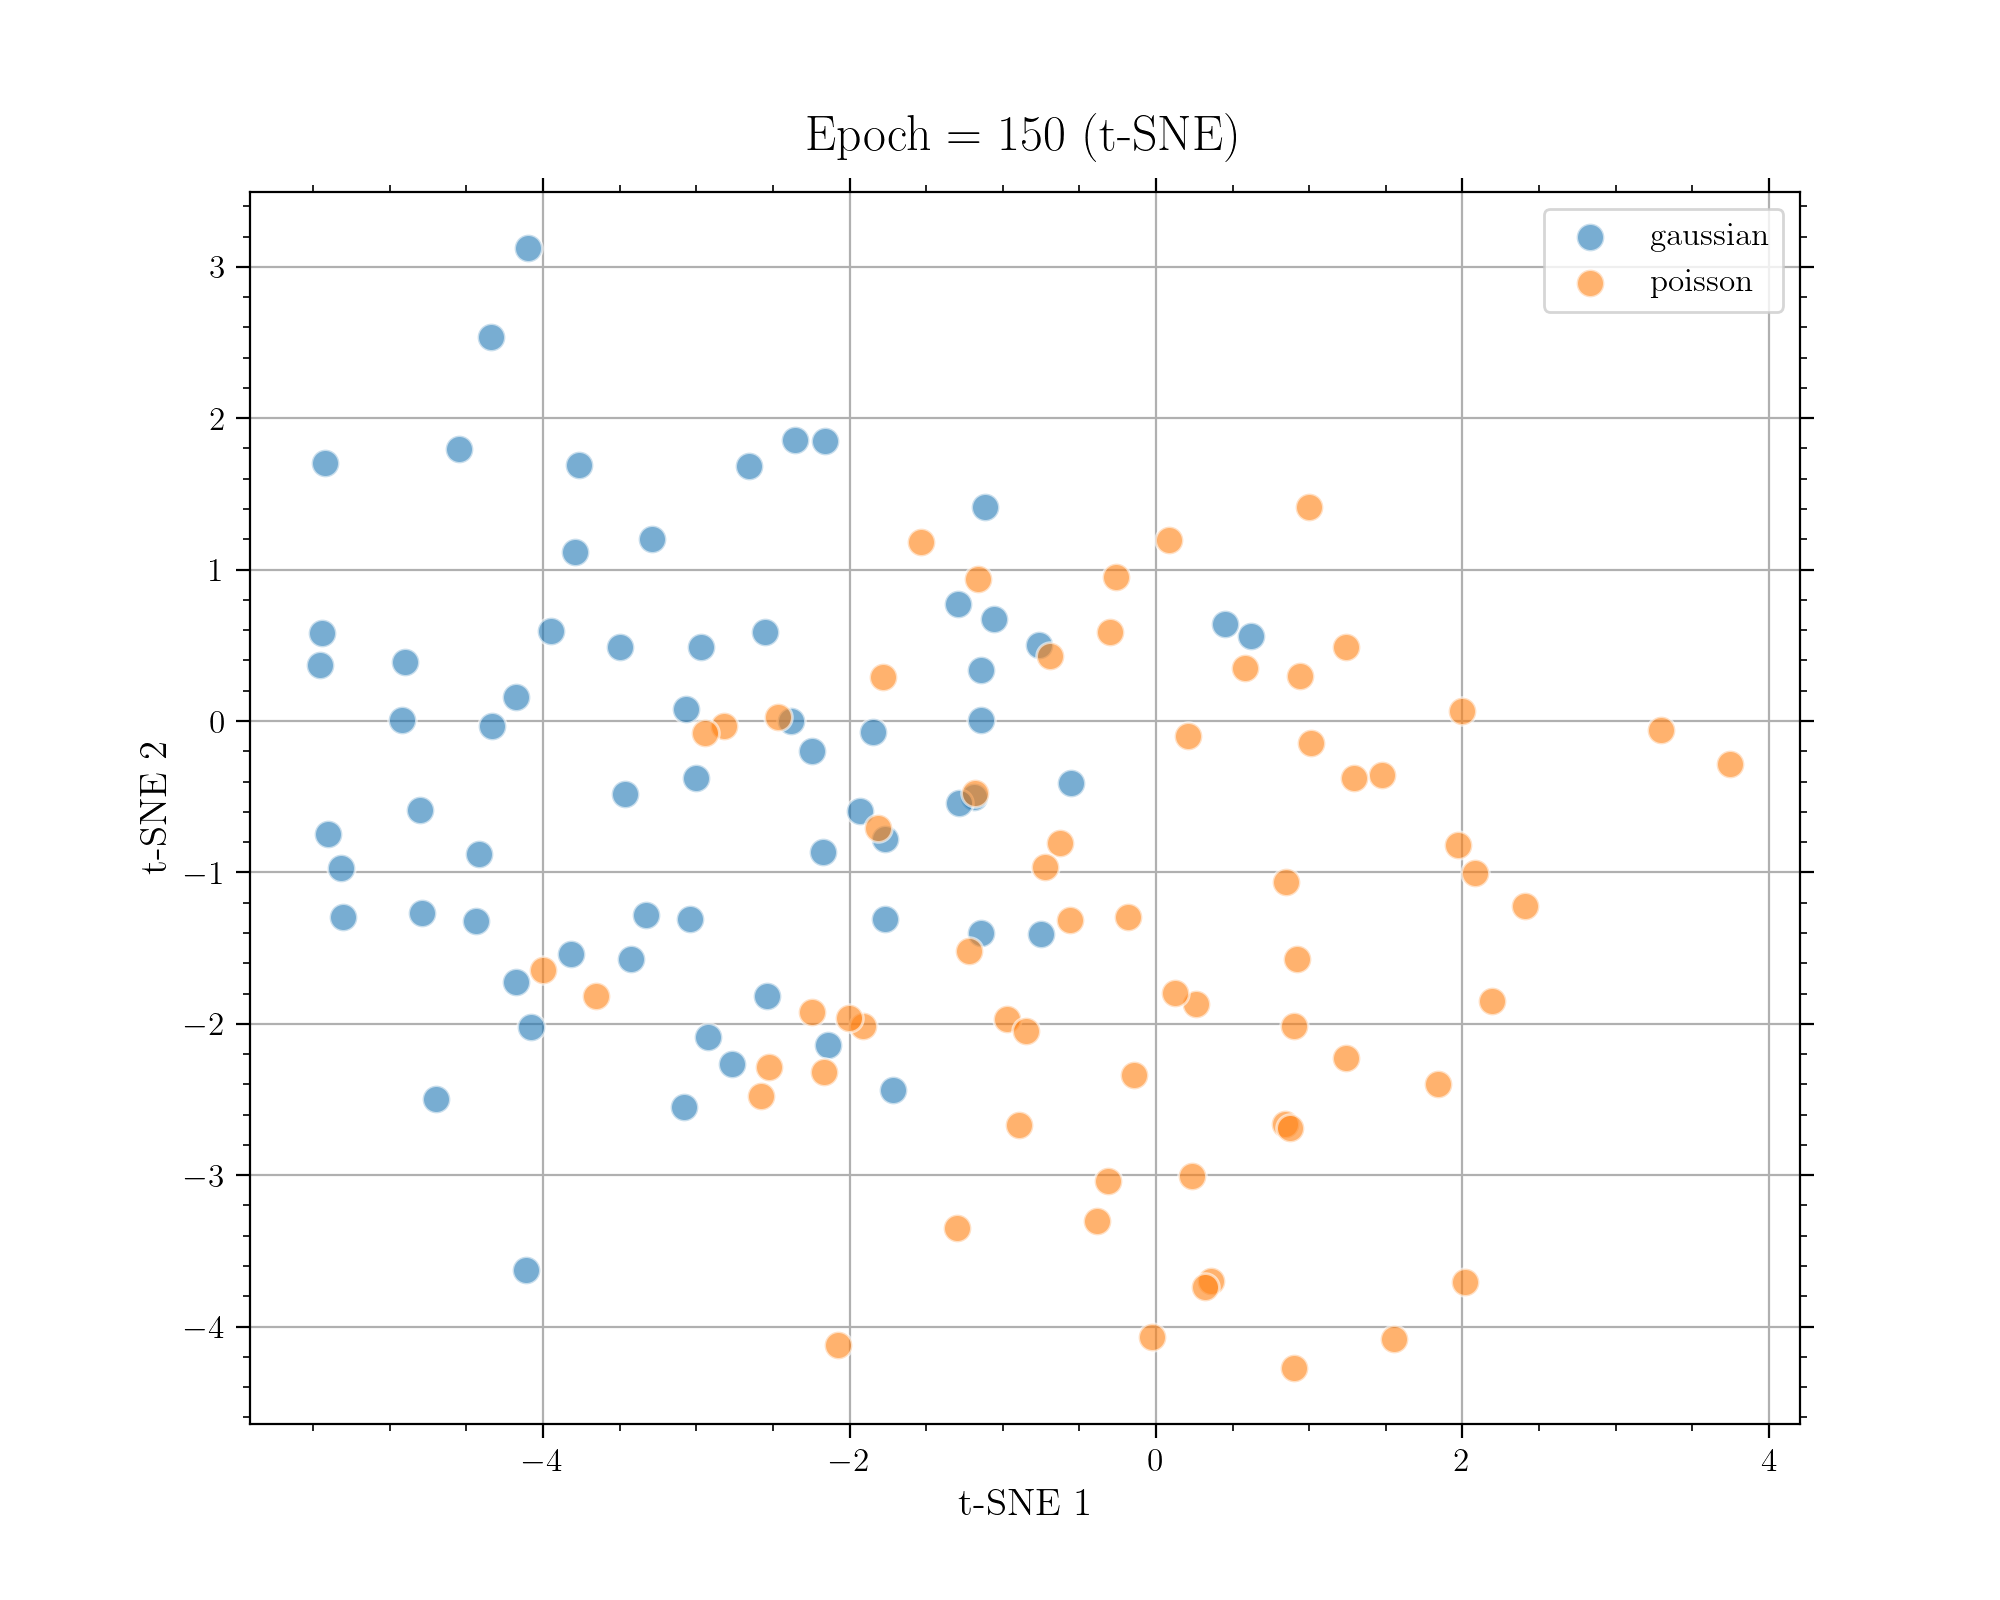 Epoch = 150 (t-SNE)
gaussian
poisson
3
2
1
0
−1
−2
−3
−4
t-SNE 2
−4 −2 0 2 4
t-SNE 1